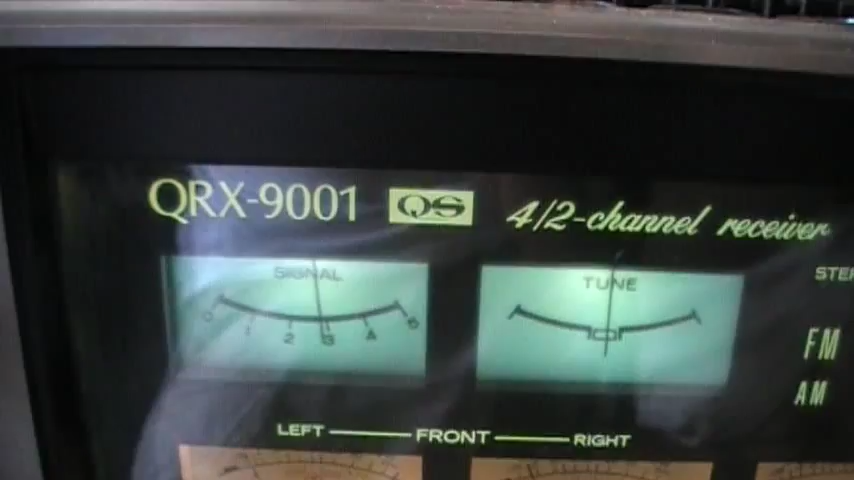 QRX-9001 QS 4/2-channel receiver
SIGNAL TUNE
0 1 2 3 4 5
FM
AM
LEFT FRONT RIGHT